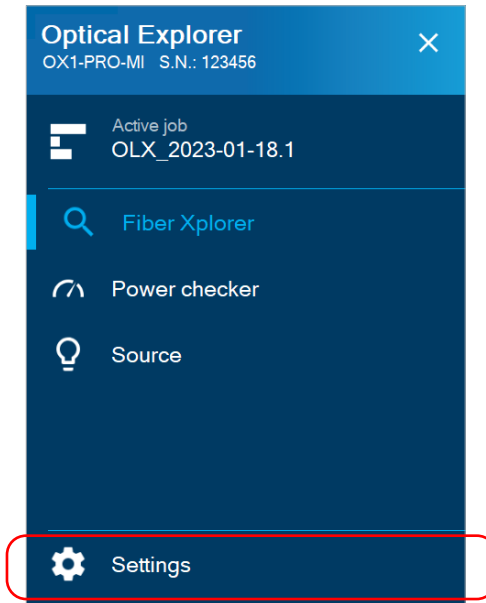 Optical Explorer
OX1-PRO-MI S.N.: 123456
Active job
OLX_2023-01-18.1
Fiber Xplorer
Power checker
Source
Settings